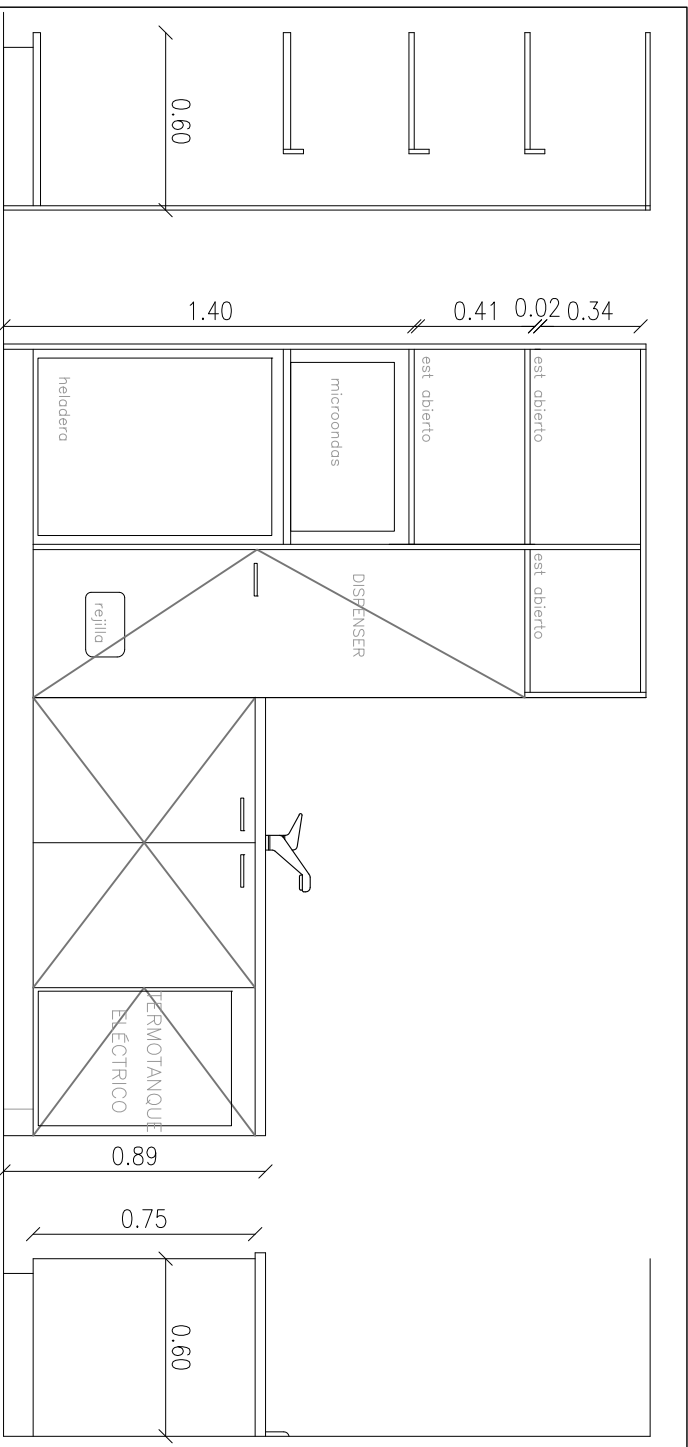 0.60
1.40
0.41
0.02
0.34
heladera
microondas
est abierto
est abierto
est abierto
rejilla
DISPENSER
TERMOTANQUE
ELÉCTRICO
0.89
0.75
0.60